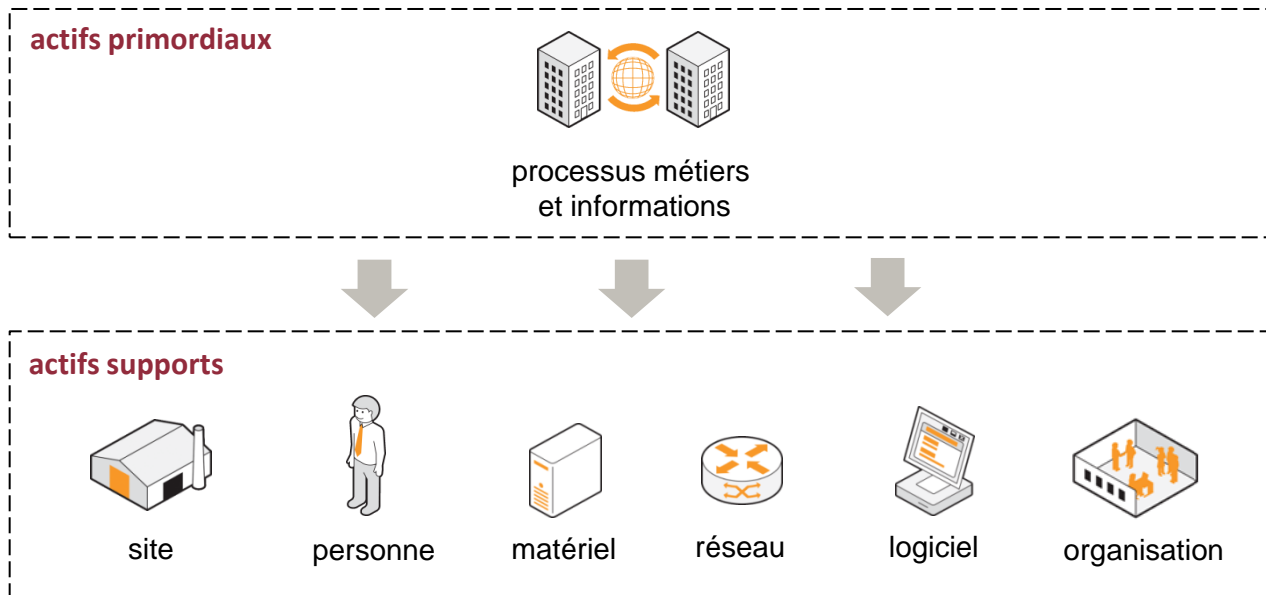 actifs primordiaux
processus métiers
et informations
actifs supports
site
personne
matériel
réseau
logiciel
organisation